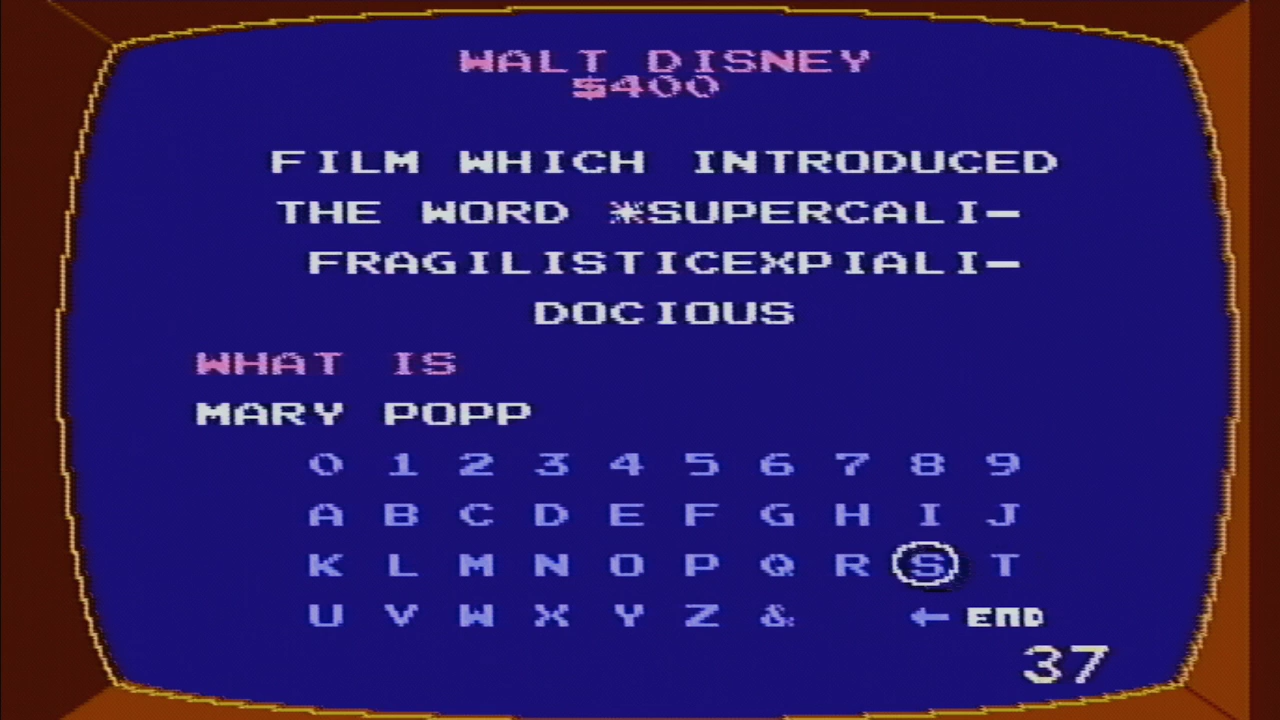 WALT DISNEY
$400
FILM WHICH INTRODUCED
THE WORD *SUPERCALI-
FRAGILISTICEXPIALI-
DOCIOUS
WHAT IS
MARY POPP
0 1 2 3 4 5 6 7 8 9
A B C D E F G H I J
K L M N O P Q R S T
U V W X Y Z & ← END
37